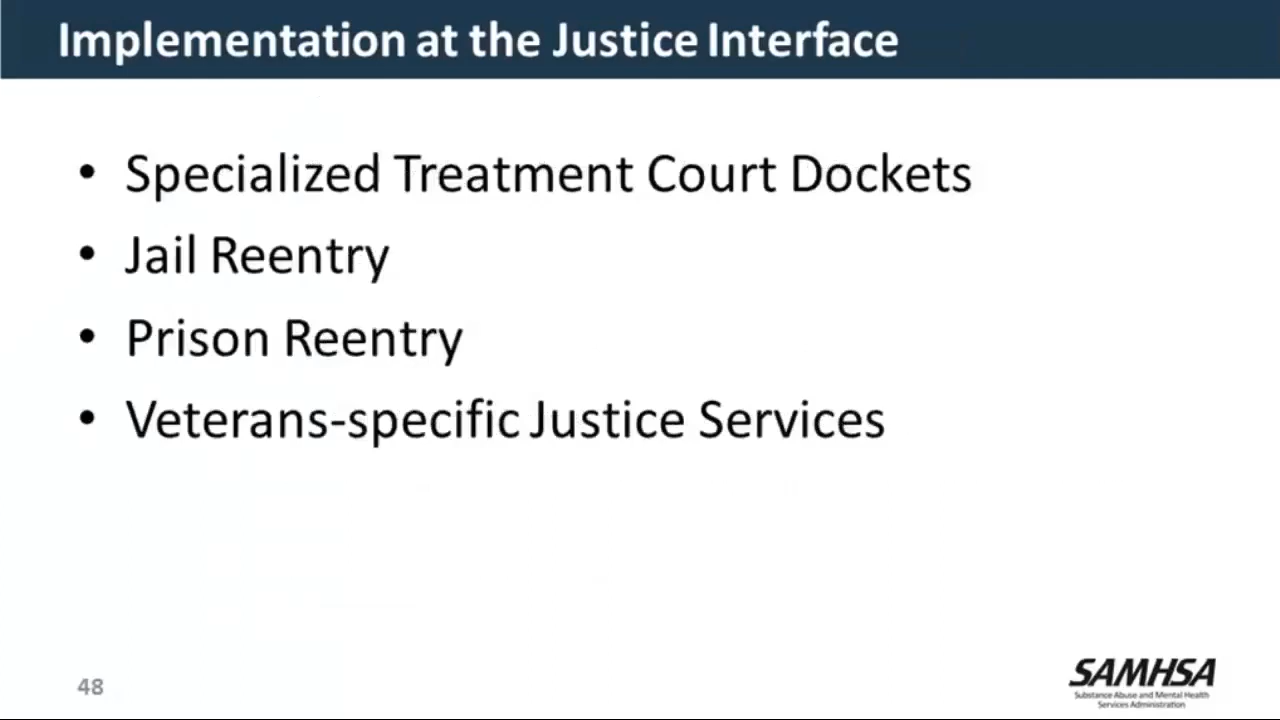 Implementation at the Justice Interface
• Specialized Treatment Court Dockets
• Jail Reentry
• Prison Reentry
• Veterans-specific Justice Services
48
SAMHSA
Substance Abuse and Mental Health
Services Administration